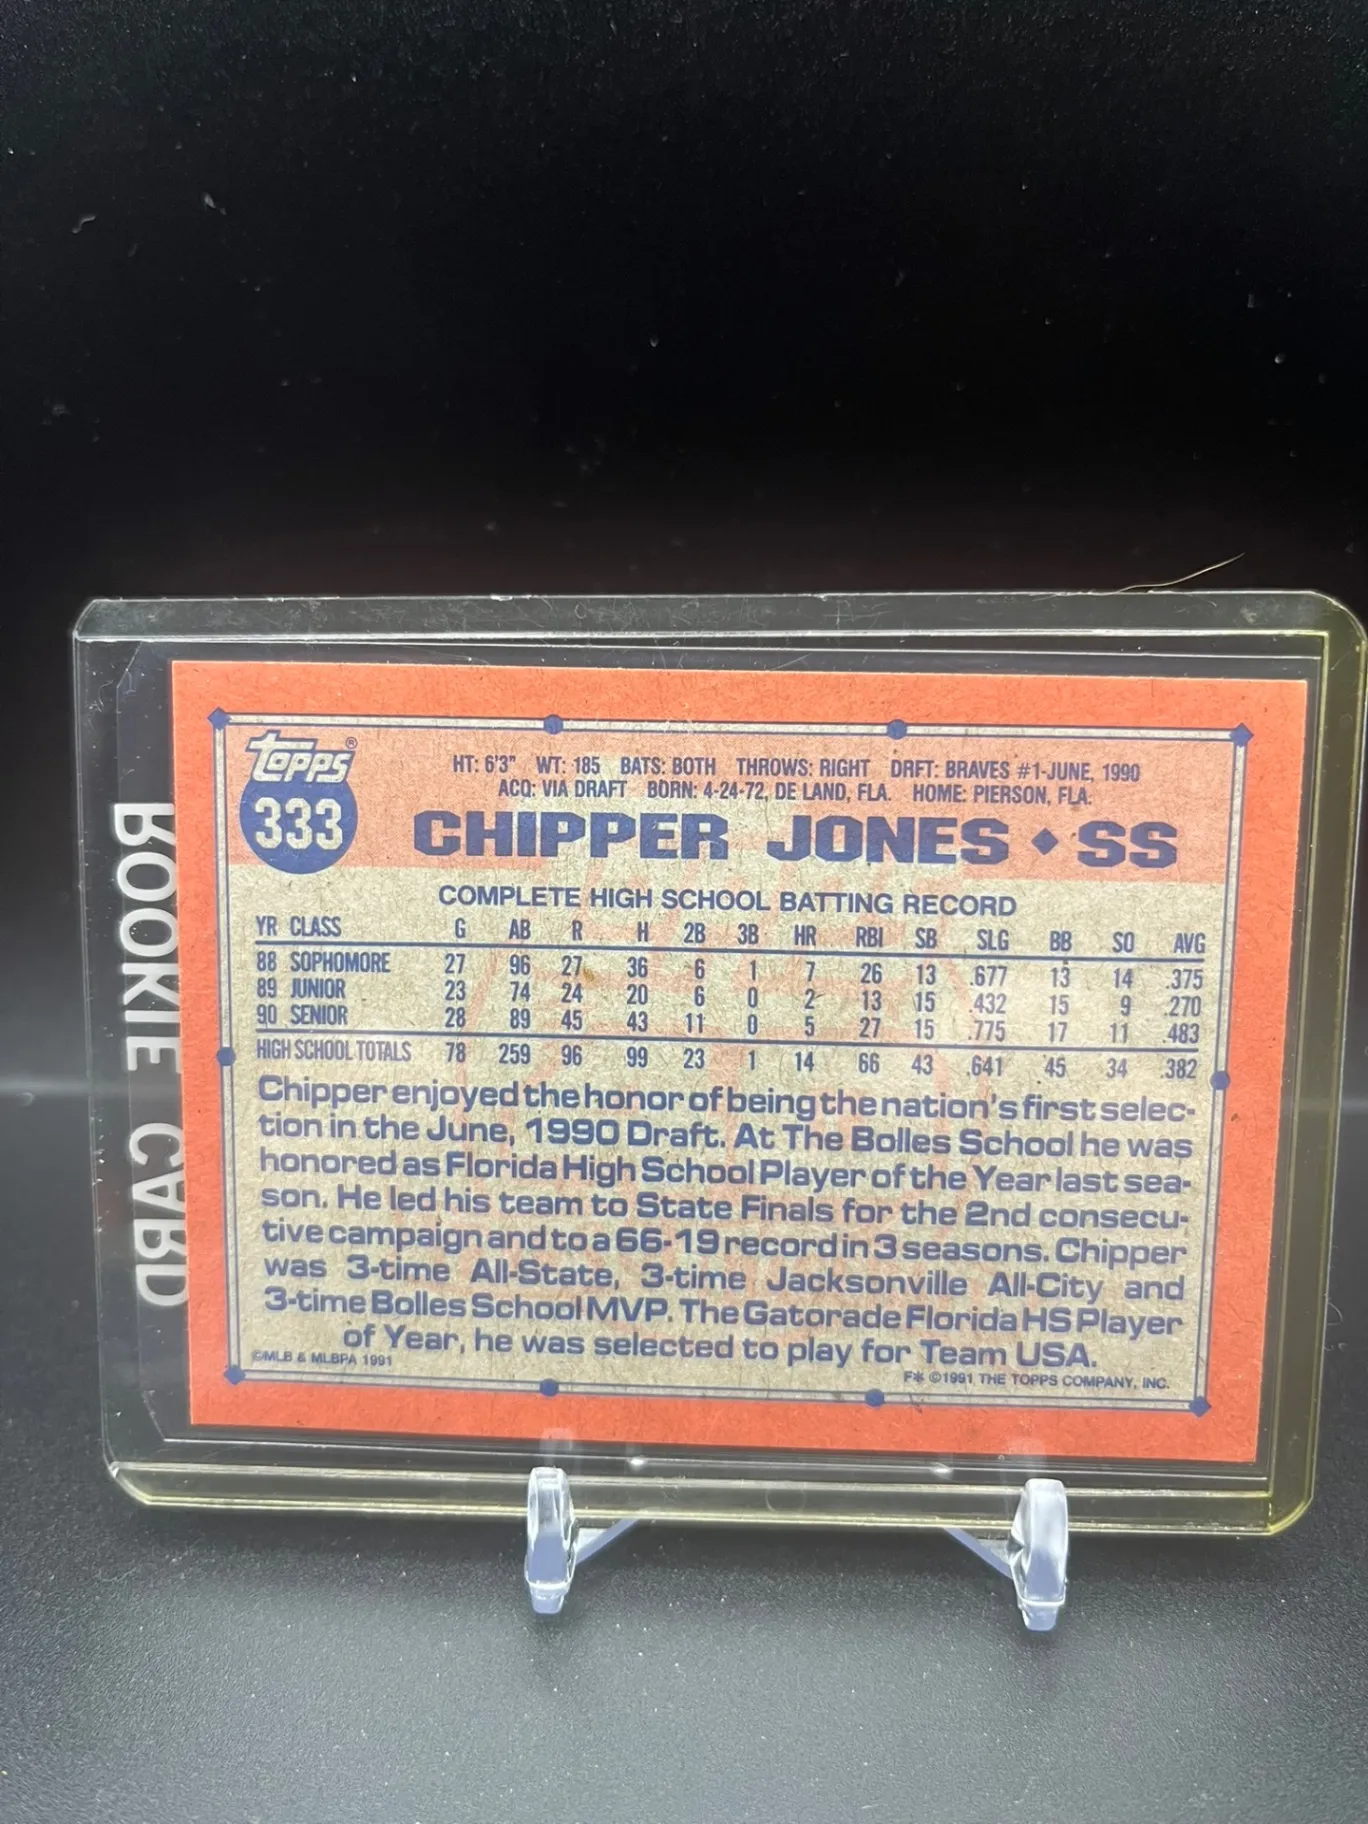 topps®
333
HT: 6'3" WT: 185 BATS: BOTH THROWS: RIGHT DRFT: BRAVES #1-JUNE, 1990
ACQ: VIA DRAFT BORN: 4-24-72, DE LAND, FLA. HOME: PIERSON, FLA.
CHIPPER JONES ◆ SS
COMPLETE HIGH SCHOOL BATTING RECORD
YR CLASS G AB R H 2B 3B HR RBI SB SLG BB SO AVG
88 SOPHOMORE 27 96 27 36 6 1 7 26 13 .677 13 14 .375
89 JUNIOR 23 74 24 20 6 0 2 13 15 .432 15 9 .270
90 SENIOR 28 89 45 43 11 0 5 27 15 .775 17 11 .483
HIGH SCHOOL TOTALS 78 259 96 99 23 1 14 66 43 .641 45 34 .382
Chipper enjoyed the honor of being the nation's first selec-
tion in the June, 1990 Draft. At The Bolles School he was
honored as Florida High School Player of the Year last sea-
son. He led his team to State Finals for the 2nd consecu-
tive campaign and to a 66-19 record in 3 seasons. Chipper
was 3-time All-State, 3-time Jacksonville All-City and
3-time Bolles School MVP. The Gatorade Florida HS Player
of Year, he was selected to play for Team USA.
©MLB & MLBPA 1991
F* ©1991 THE TOPPS COMPANY, INC.
ROOKIE CARD